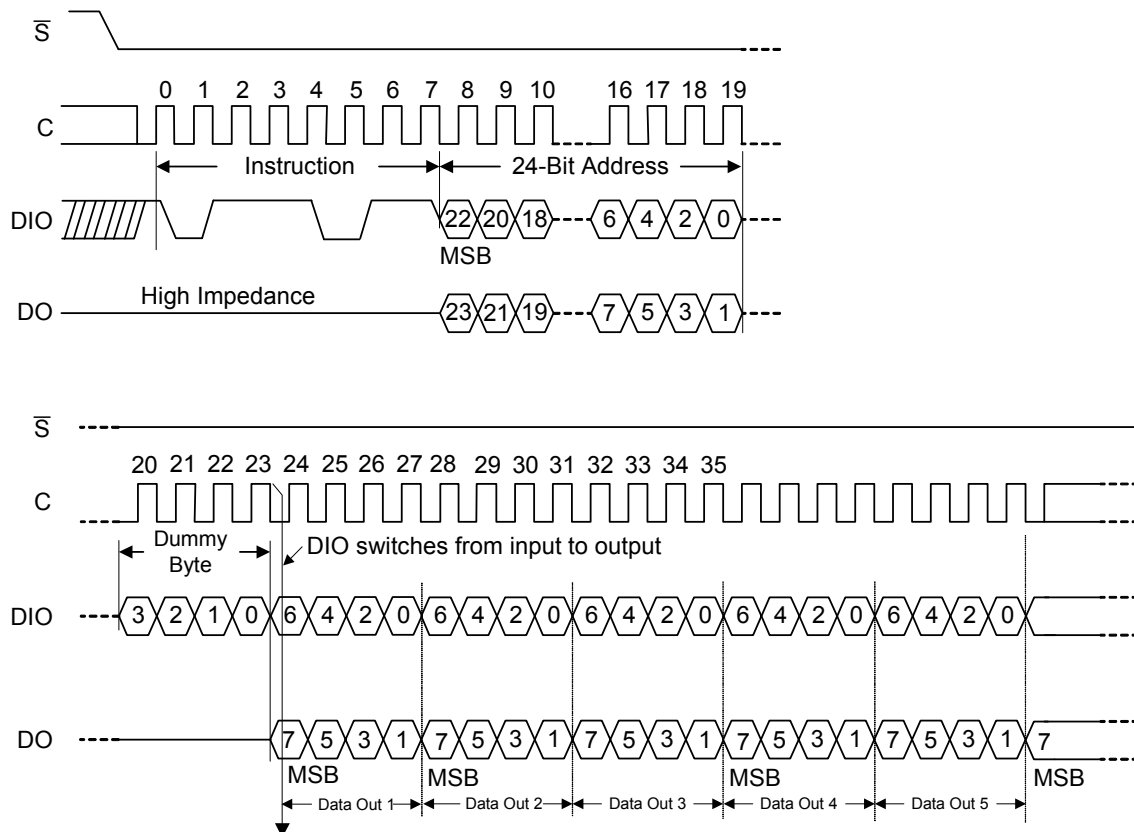 S̅
0 1 2 3 4 5 6 7 8 9 10 16 17 18 19
C
Instruction 24-Bit Address
DIO 22 20 18 6 4 2 0
MSB
High Impedance
DO 23 21 19 7 5 3 1
S̅
20 21 22 23 24 25 26 27 28 29 30 31 32 33 34 35
C
Dummy
Byte
DIO switches from input to output
DIO 3 2 1 0 6 4 2 0 6 4 2 0 6 4 2 0 6 4 2 0 6 4 2 0
DO 7 5 3 1 7 5 3 1 7 5 3 1 7 5 3 1 7 5 3 1 7
MSB MSB MSB MSB
Data Out 1 Data Out 2 Data Out 3 Data Out 4 Data Out 5